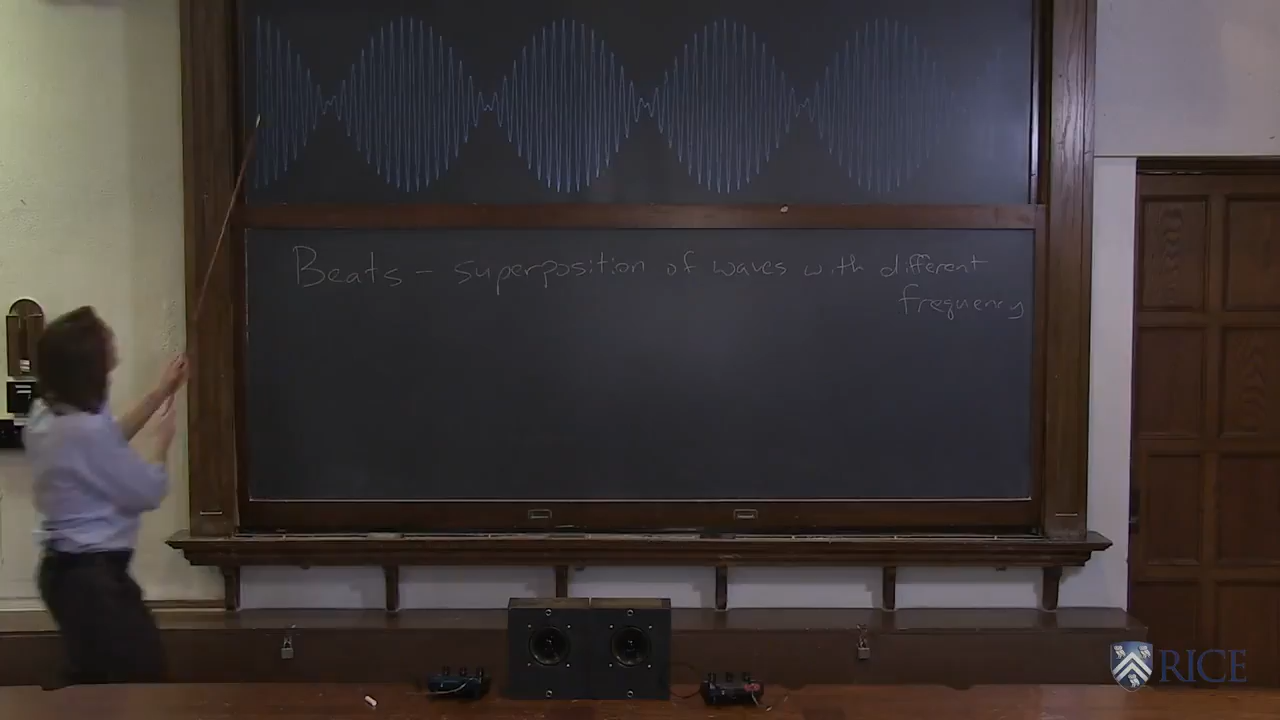 Beats – superposition of waves with different
frequency
RICE